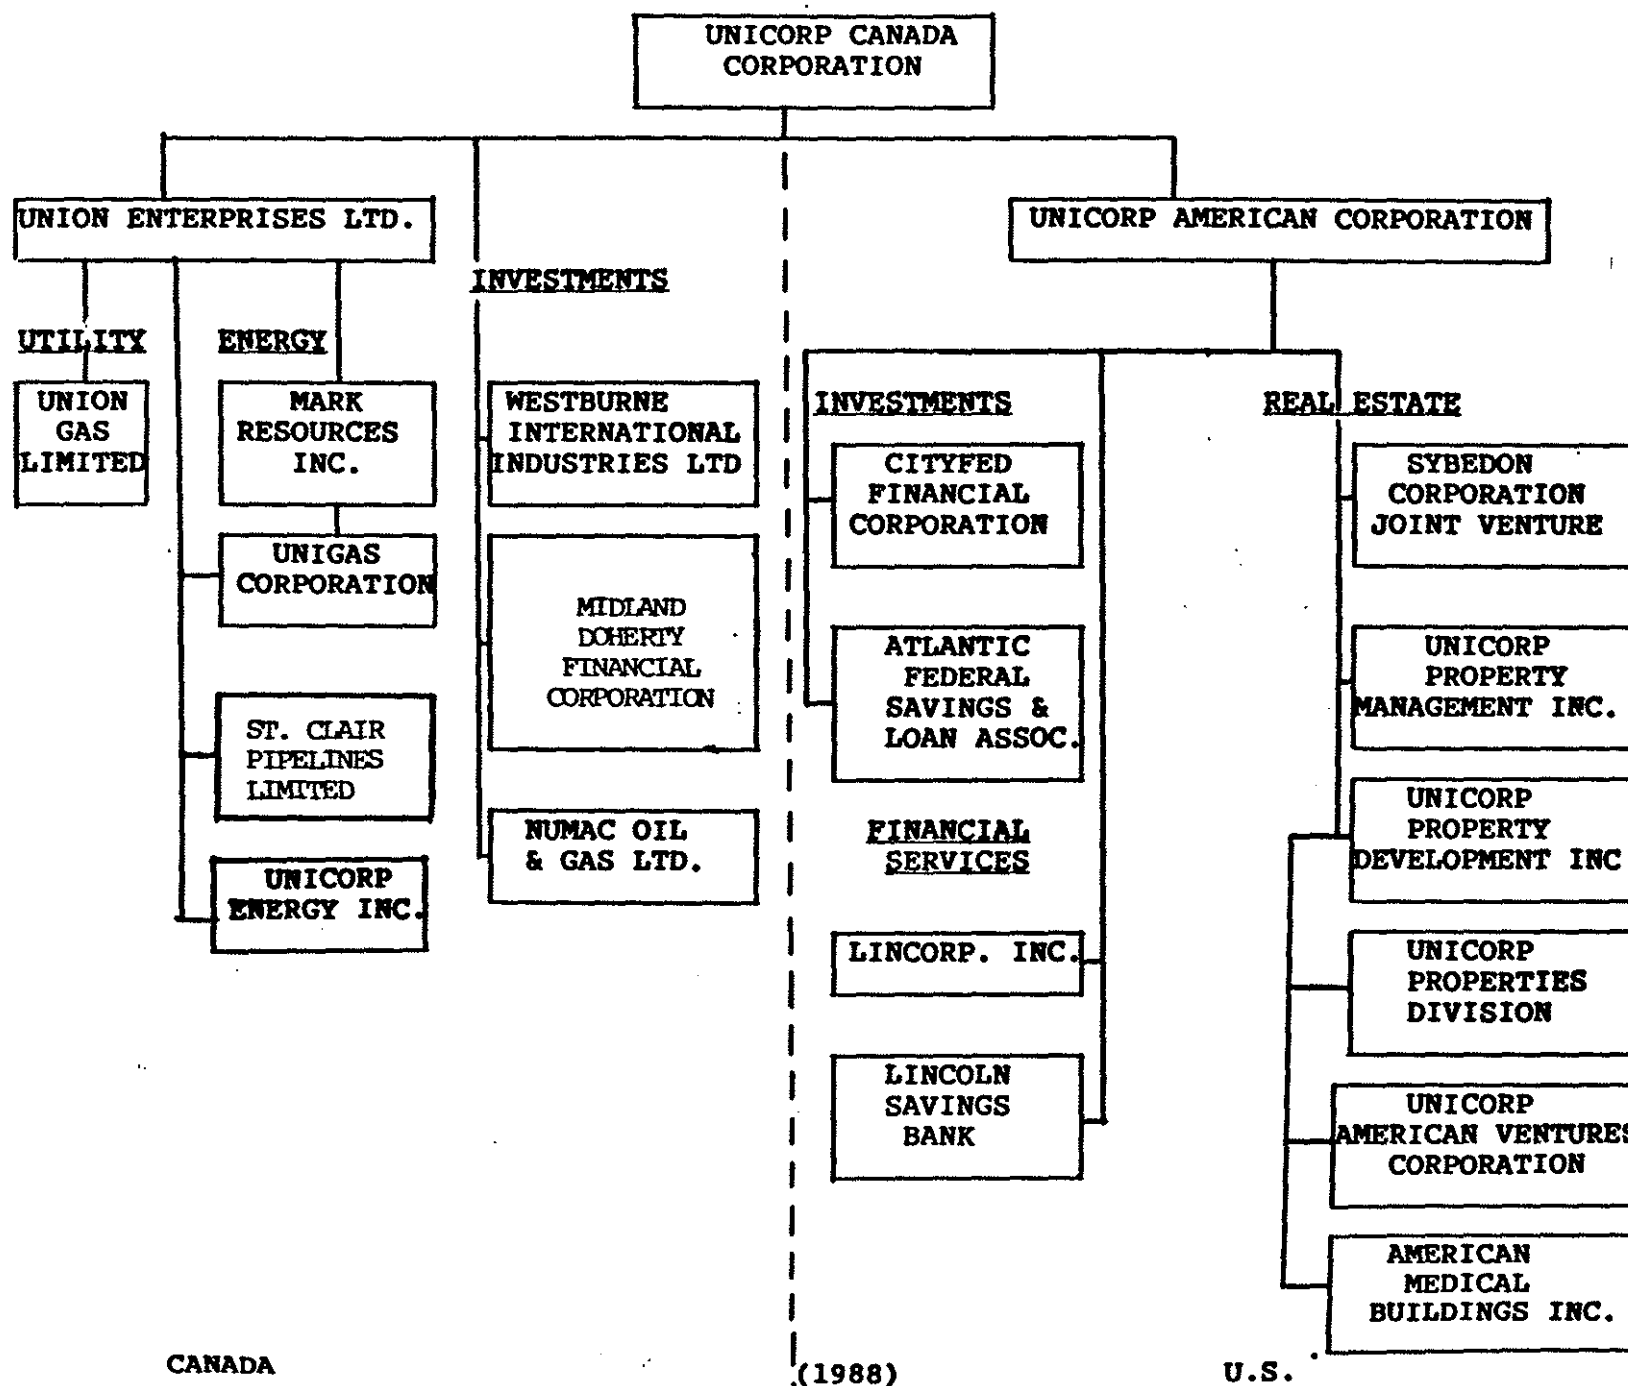 UNICORP CANADA
CORPORATION
UNION ENTERPRISES LTD.
UNICORP AMERICAN CORPORATION
INVESTMENTS
UTILITY
ENERGY
UNION
GAS
LIMITED
MARK
RESOURCES
INC.
UNIGAS
CORPORATION
ST. CLAIR
PIPELINES
LIMITED
UNICORP
ENERGY INC.
WESTBURNE
INTERNATIONAL
INDUSTRIES LTD
MIDLAND
DOHERTY
FINANCIAL
CORPORATION
NUMAC OIL
& GAS LTD.
INVESTMENTS
CITYFED
FINANCIAL
CORPORATION
ATLANTIC
FEDERAL
SAVINGS &
LOAN ASSOC.
FINANCIAL
SERVICES
LINCORP. INC.
LINCOLN
SAVINGS
BANK
REAL ESTATE
SYBEDON
CORPORATION
JOINT VENTURE
UNICORP
PROPERTY
MANAGEMENT INC.
UNICORP
PROPERTY
DEVELOPMENT INC
UNICORP
PROPERTIES
DIVISION
UNICORP
AMERICAN VENTURES
CORPORATION
AMERICAN
MEDICAL
BUILDINGS INC.
CANADA
(1988)
U.S.